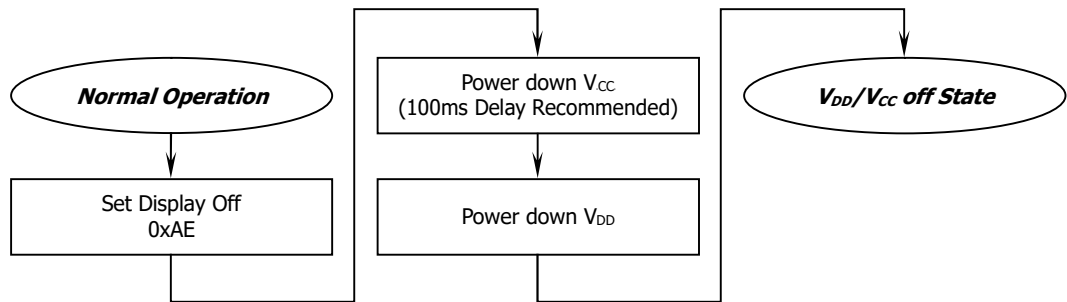 Normal Operation
Set Display Off
0xAE
Power down VCC
(100ms Delay Recommended)
Power down VDD
VDD/VCC off State